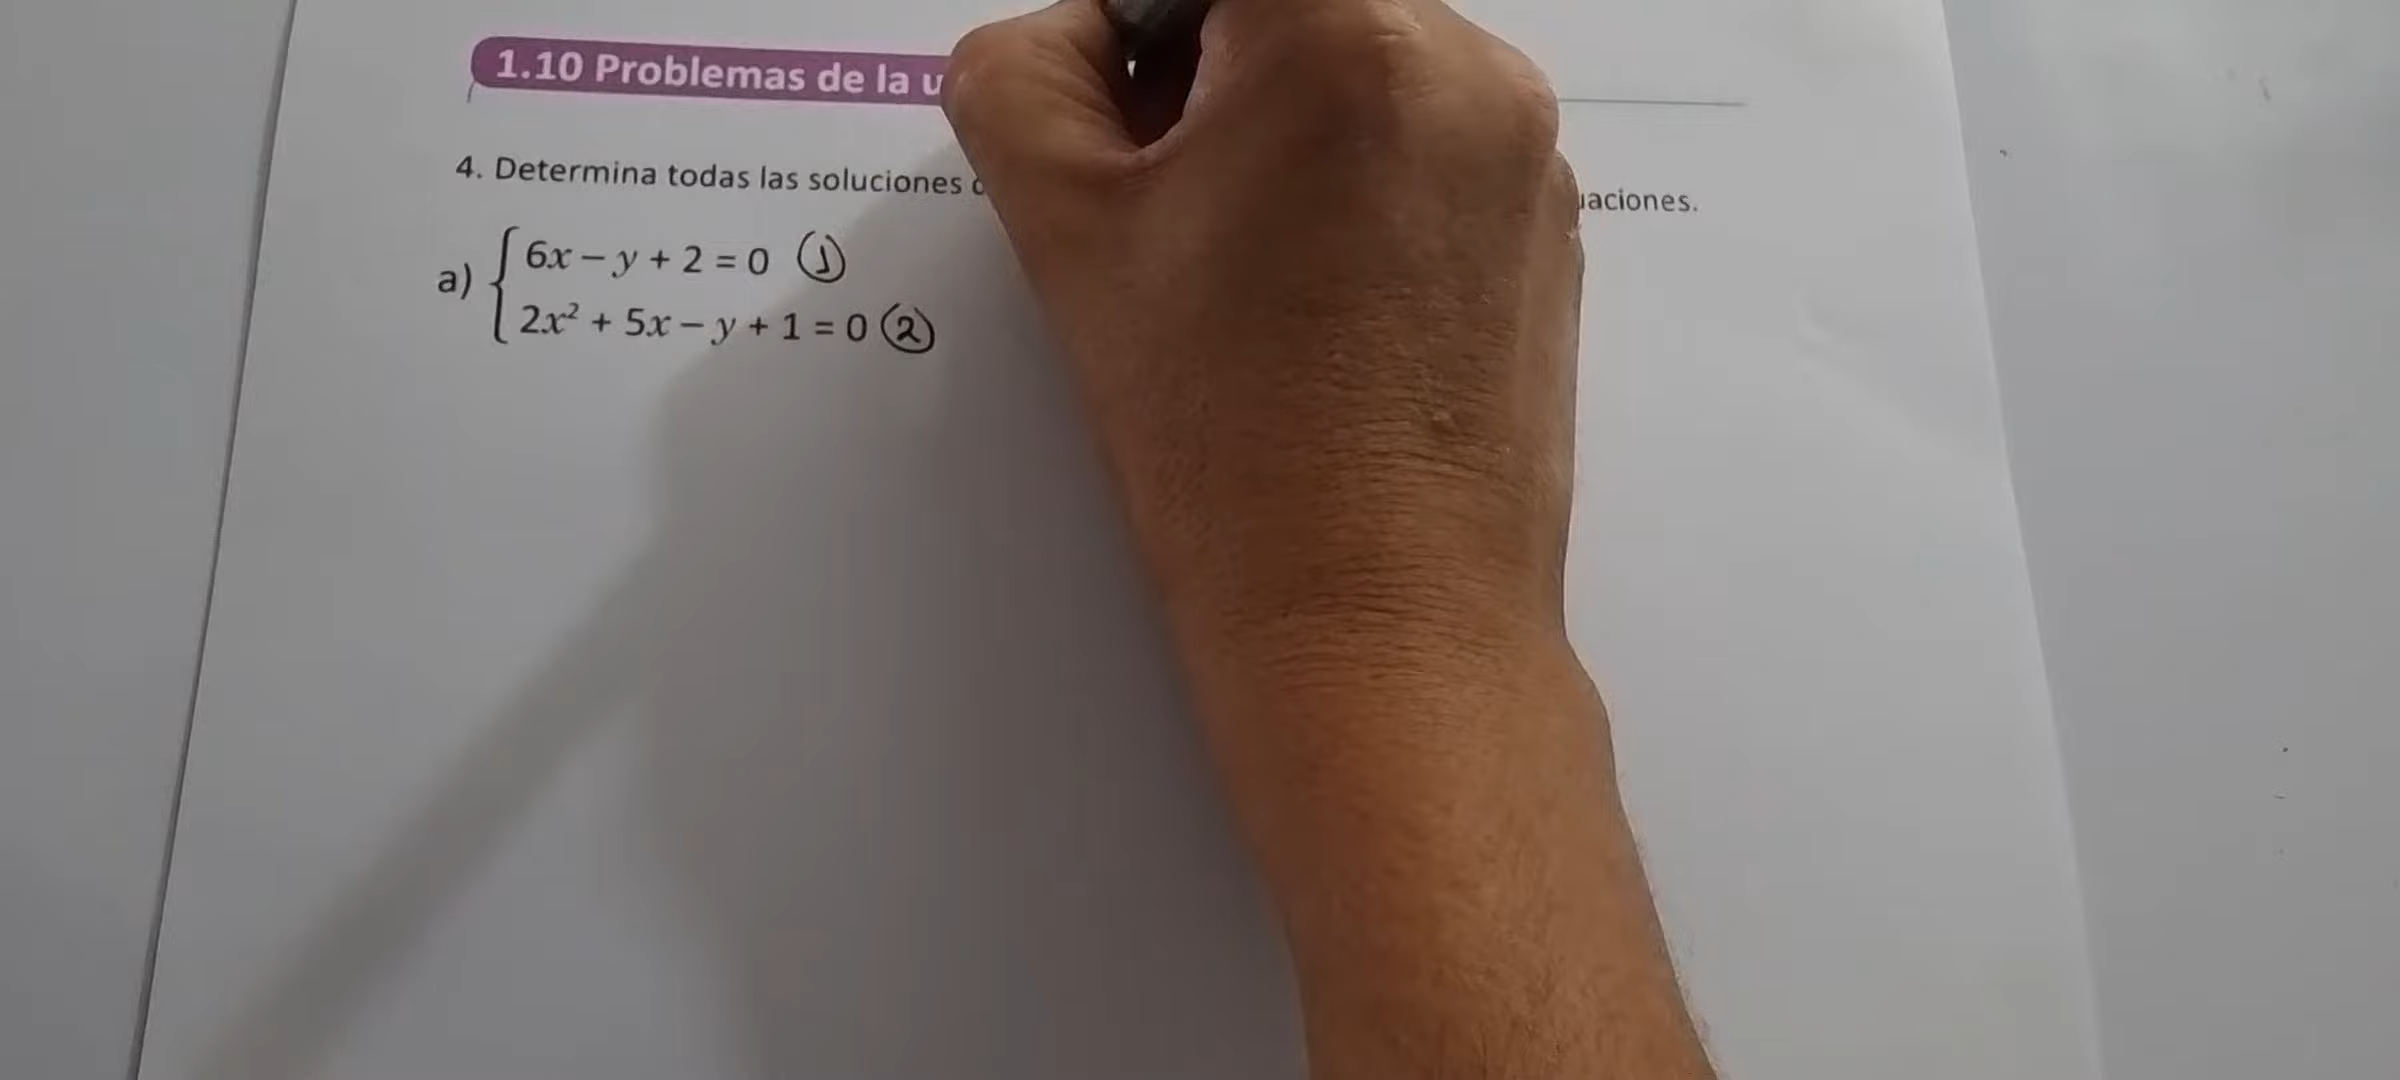 1.10 Problemas de la
4. Determina todas las soluciones
a) { 6x – y + 2 = 0 (1)
2x² + 5x – y + 1 = 0 (2)